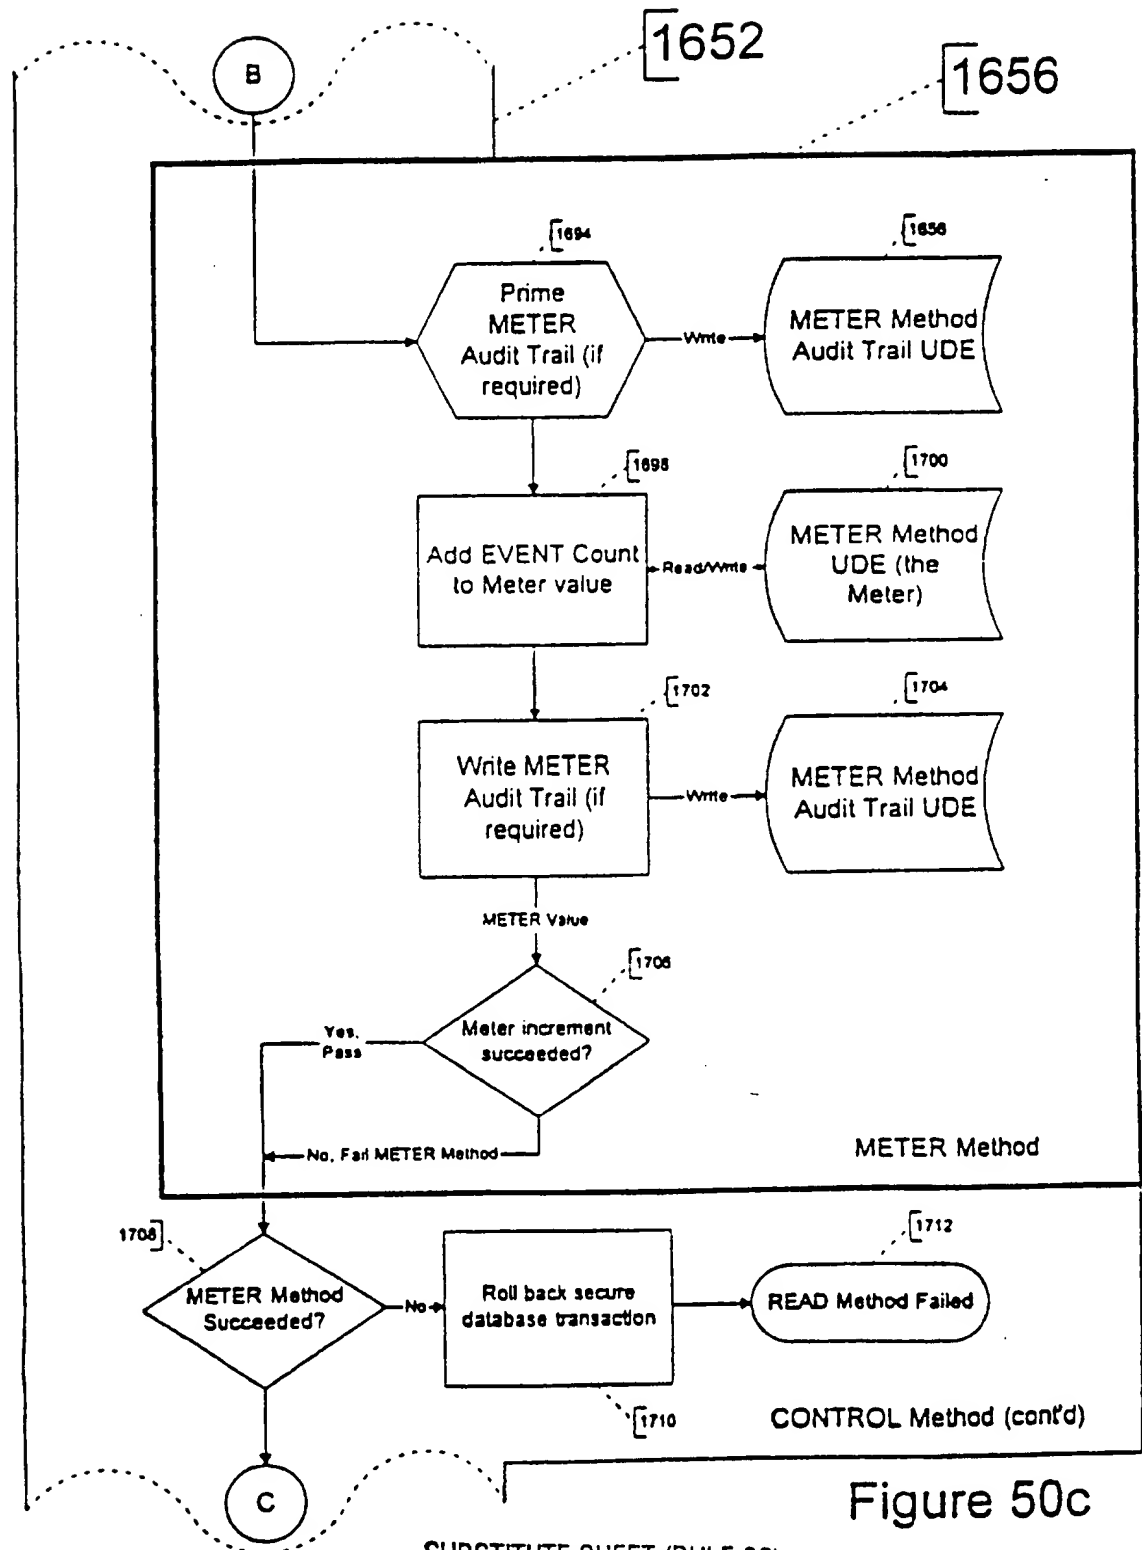 1652
1656
B
1694
Prime
METER
Audit Trail (if
required)
Write
1656
METER Method
Audit Trail UDE
1698
Add EVENT Count
to Meter value
Read/Write
1700
METER Method
UDE (the
Meter)
1702
Write METER
Audit Trail (if
required)
Write
1704
METER Method
Audit Trail UDE
METER Value
1706
Meter increment
succeeded?
Yes,
Pass
No, Fail METER Method
METER Method
1708
METER Method
Succeeded?
No
Roll back secure
database transaction
1710
1712
READ Method Failed
CONTROL Method (cont'd)
C
Figure 50c
SUBSTITUTE SHEET